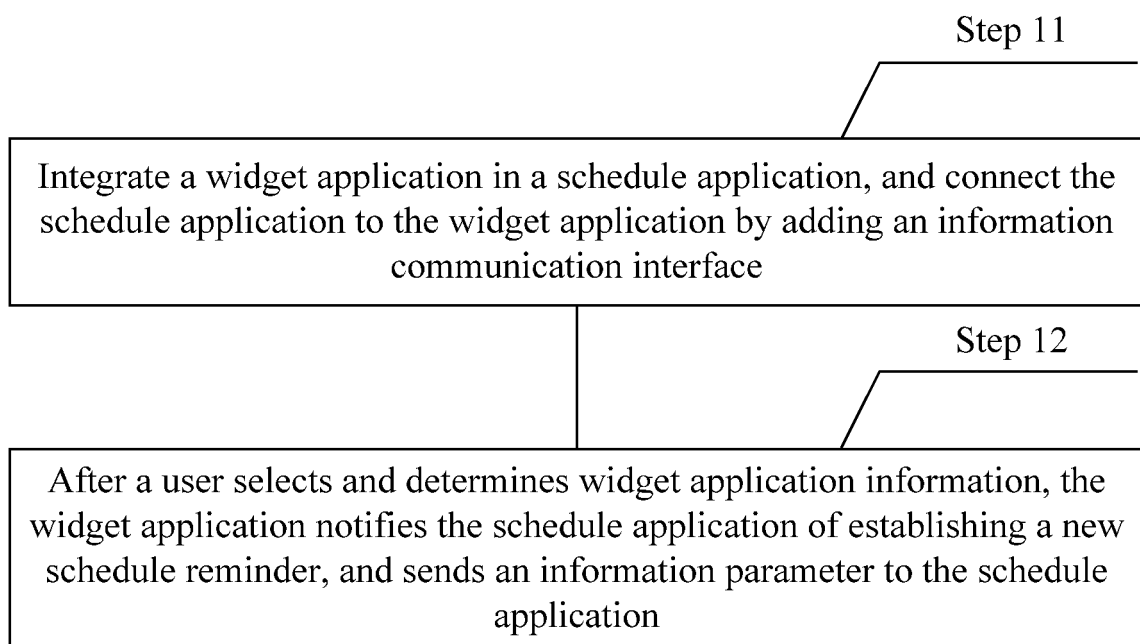 Step 11
Integrate a widget application in a schedule application, and connect the
schedule application to the widget application by adding an information
communication interface
Step 12
After a user selects and determines widget application information, the
widget application notifies the schedule application of establishing a new
schedule reminder, and sends an information parameter to the schedule
application